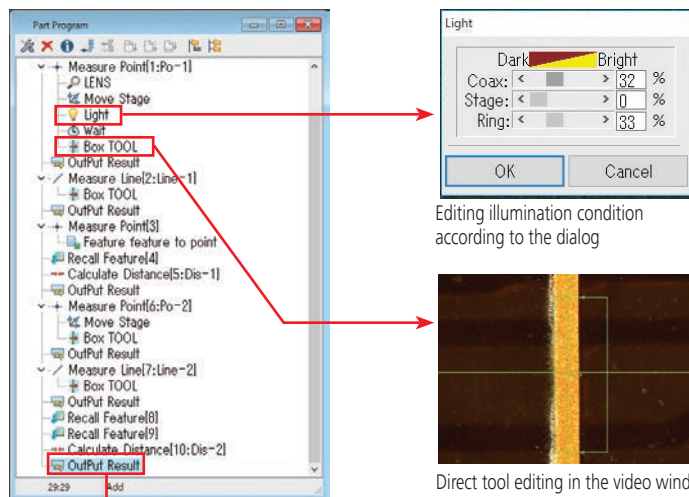 Part Program
Measure Point[1:Po-1]
LENS
Move Stage
Light
Wait
Box TOOL
OutPut Result
Measure Line[2:Line-1]
Box TOOL
OutPut Result
Measure Point[3]
Feature feature to point
Recall Feature[4]
Calculate Distance[5:Dis-1]
OutPut Result
Measure Point[6:Po-2]
Move Stage
Box TOOL
OutPut Result
Measure Line[7:Line-2]
Box TOOL
OutPut Result
Recall Feature[8]
Recall Feature[9]
Calculate Distance[10:Dis-2]
OutPut Result
29:29 Add
Light
Dark Bright
Coax: < > 32 %
Stage: < > 0 %
Ring: < > 33 %
OK Cancel
Editing illumination condition
according to the dialog
Direct tool editing in the video wind